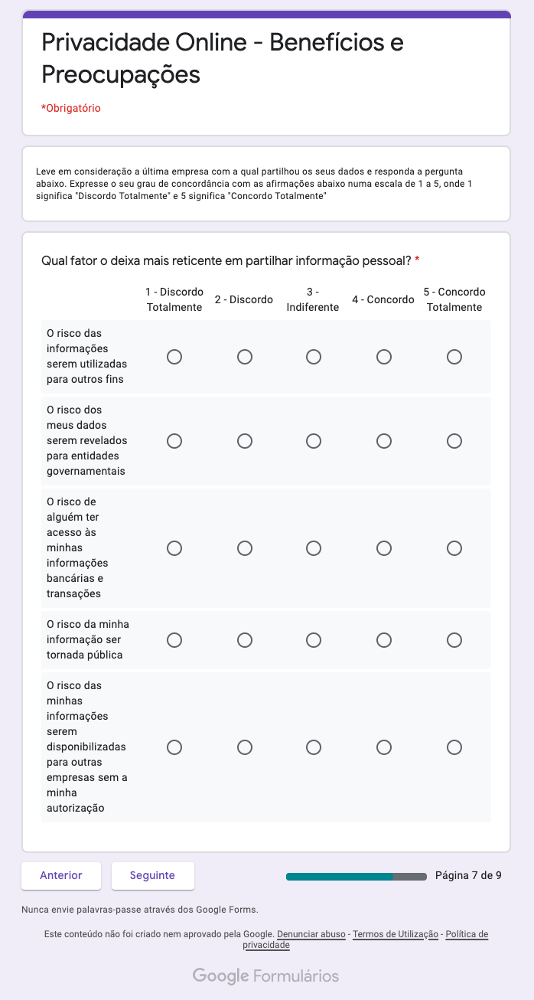 Privacidade Online - Benefícios e
Preocupações
*Obrigatório
Leve em consideração a última empresa com a qual partilhou os seus dados e responda a pergunta
abaixo. Expresse o seu grau de concordância com as afirmações abaixo numa escala de 1 a 5, onde 1
significa "Discordo Totalmente" e 5 significa "Concordo Totalmente"
Qual fator o deixa mais reticente em partilhar informação pessoal? *
1 - Discordo
Totalmente
2 - Discordo
3 -
Indiferente
4 - Concordo
5 - Concordo
Totalmente
O risco das
informações
serem utilizadas
para outros fins
O risco dos
meus dados
serem revelados
para entidades
governamentais
O risco de
alguém ter
acesso às
minhas
informações
bancárias e
transações
O risco da minha
informação ser
tornada pública
O risco das
minhas
informações
serem
disponibilizadas
para outras
empresas sem a
minha
autorização
Anterior
Seguinte
Página 7 de 9
Nunca envie palavras-passe através dos Google Forms.
Este conteúdo não foi criado nem aprovado pela Google. Denunciar abuso - Termos de Utilização - Política de
privacidade
Google Formulários